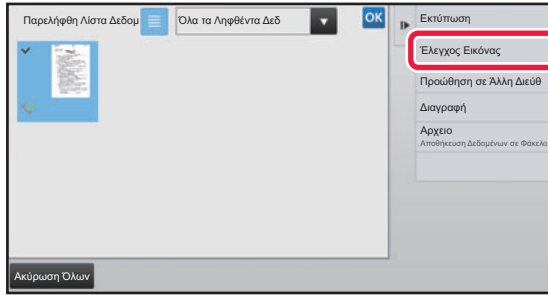 Παρελήφθη Λίστα Δεδομ
Όλα τα Ληφθέντα Δεδ
OK
Εκτύπωση
Έλεγχος Εικόνας
Προώθηση σε Άλλη Διεύθ
Διαγραφή
Αρχειο
Αποθήκευση Δεδομένων σε Φάκελο
Ακύρωση Όλων